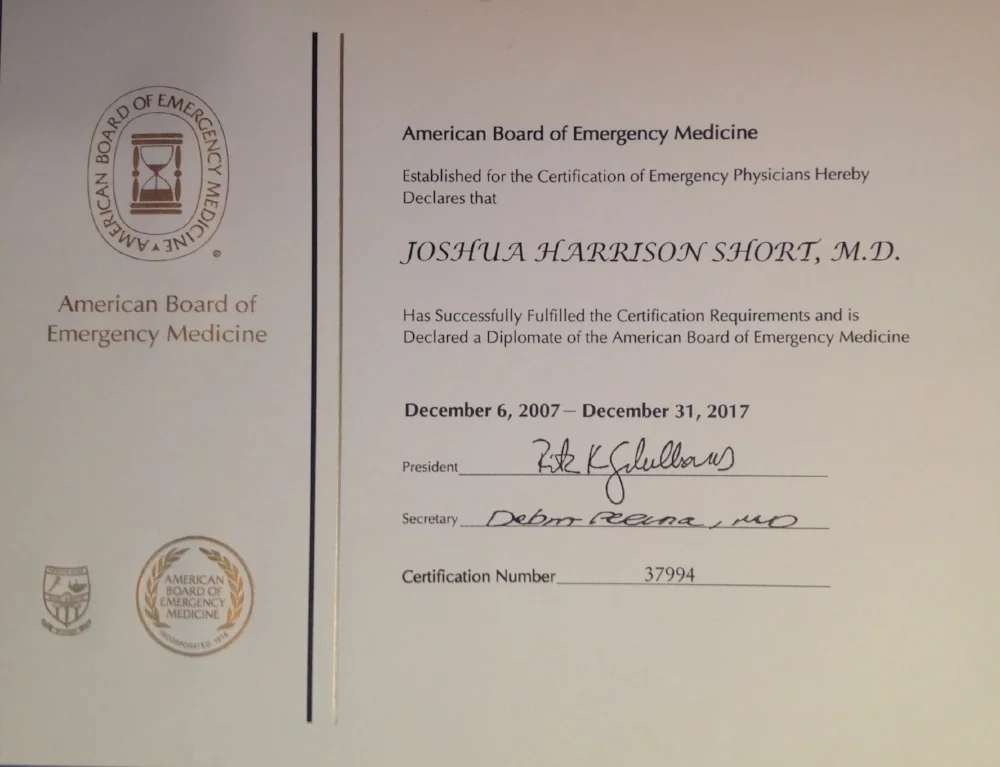 AMERICAN BOARD OF EMERGENCY MEDICINE
American Board of
Emergency Medicine
American Board of Emergency Medicine
Established for the Certification of Emergency Physicians Hereby
Declares that
JOSHUA HARRISON SHORT, M.D.
Has Successfully Fulfilled the Certification Requirements and is
Declared a Diplomate of the American Board of Emergency Medicine
December 6, 2007 – December 31, 2017
President
Secretary , MD
Certification Number 37994
AMERICAN
BOARD OF
EMERGENCY
MEDICINE
INCORPORATED 1976